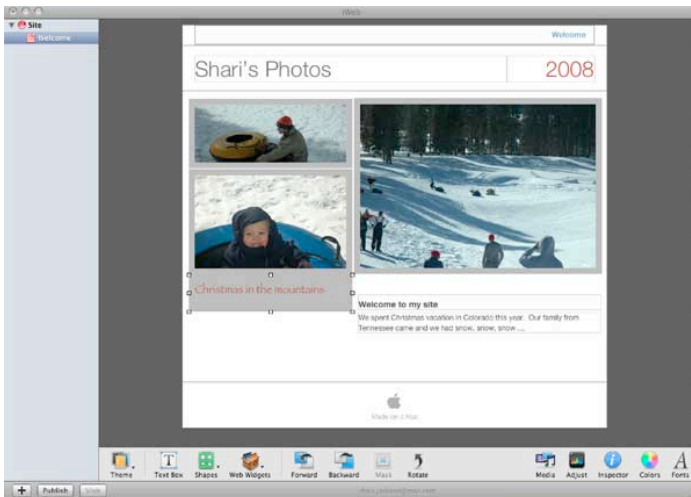 iWeb
Site
Welcome
Welcome
Shari's Photos
2008
Christmas in the mountains
Welcome to my site
We spent Christmas vacation in Colorado this year. Our family from
Tennessee came and we had snow, snow, snow ...
Made on a Mac
Theme
Text Box
Shapes
Web Widgets
Forward
Backward
Mask
Rotate
Media
Adjust
Inspector
Colors
Fonts
Publish
Visit